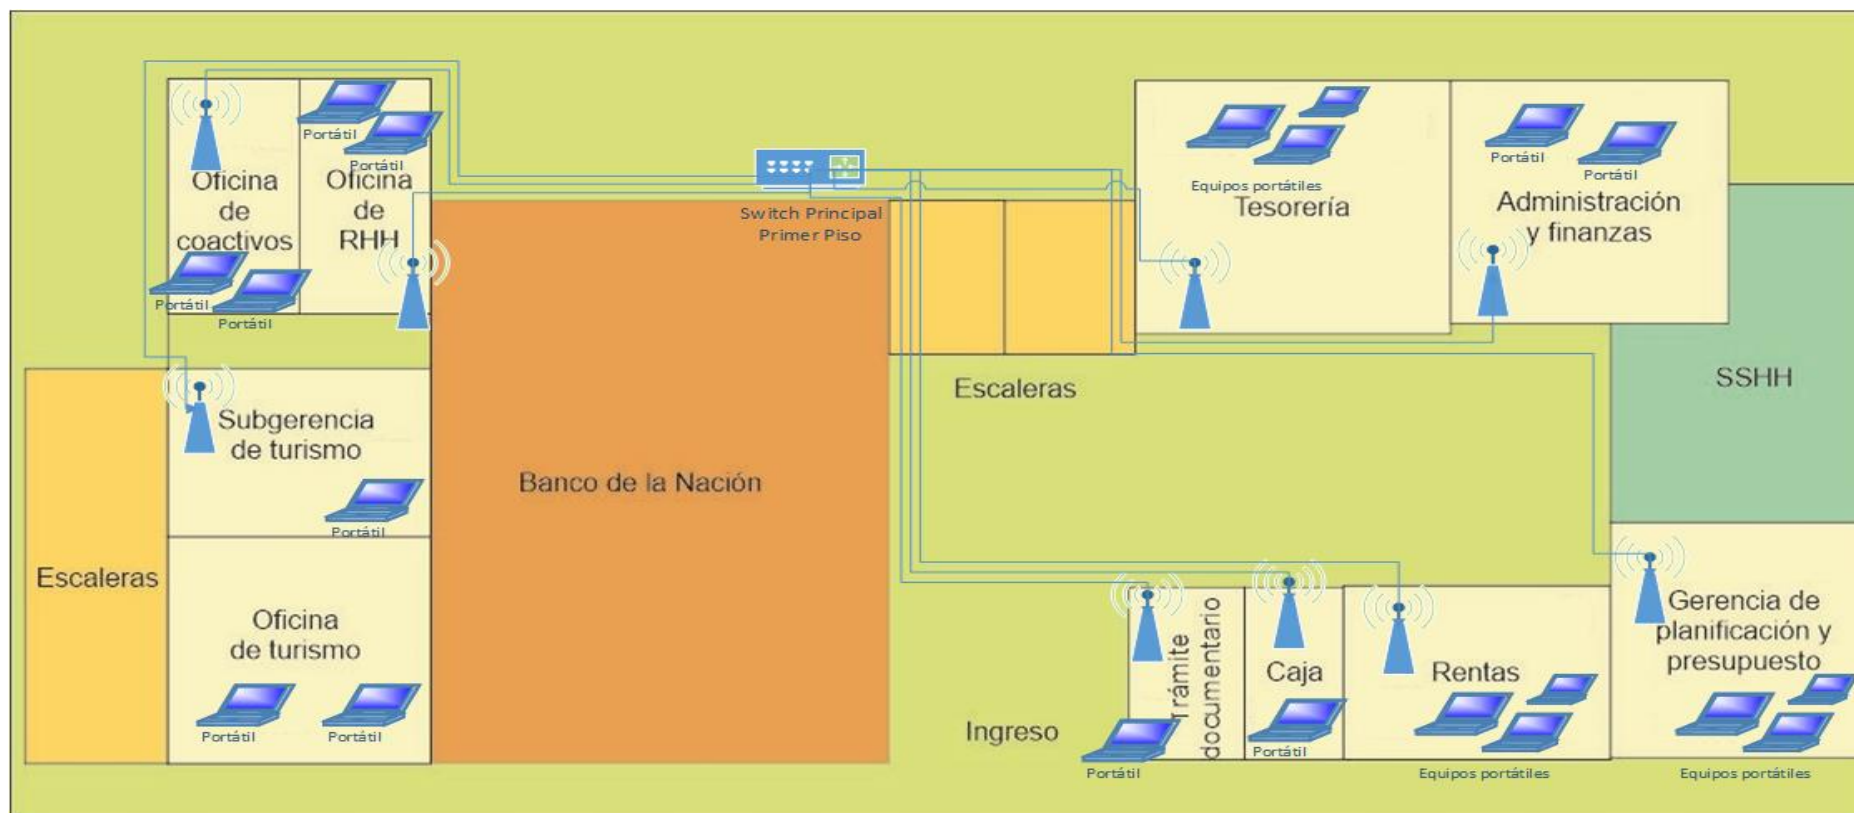 Portátil
Portátil
Oficina
de
coactivos
Oficina
de
RHH
Portátil
Portátil
Switch Principal
Primer Piso
Equipos portátiles
Tesorería
Portátil
Portátil
Administración
y finanzas
Escaleras
SSHH
Subgerencia
de turismo
Portátil
Banco de la Nación
Escaleras
Oficina
de turismo
Portátil
Portátil
Ingreso
Trámite
documentario
Portátil
Caja
Portátil
Rentas
Equipos portátiles
Gerencia de
planificación y
presupuesto
Equipos portátiles